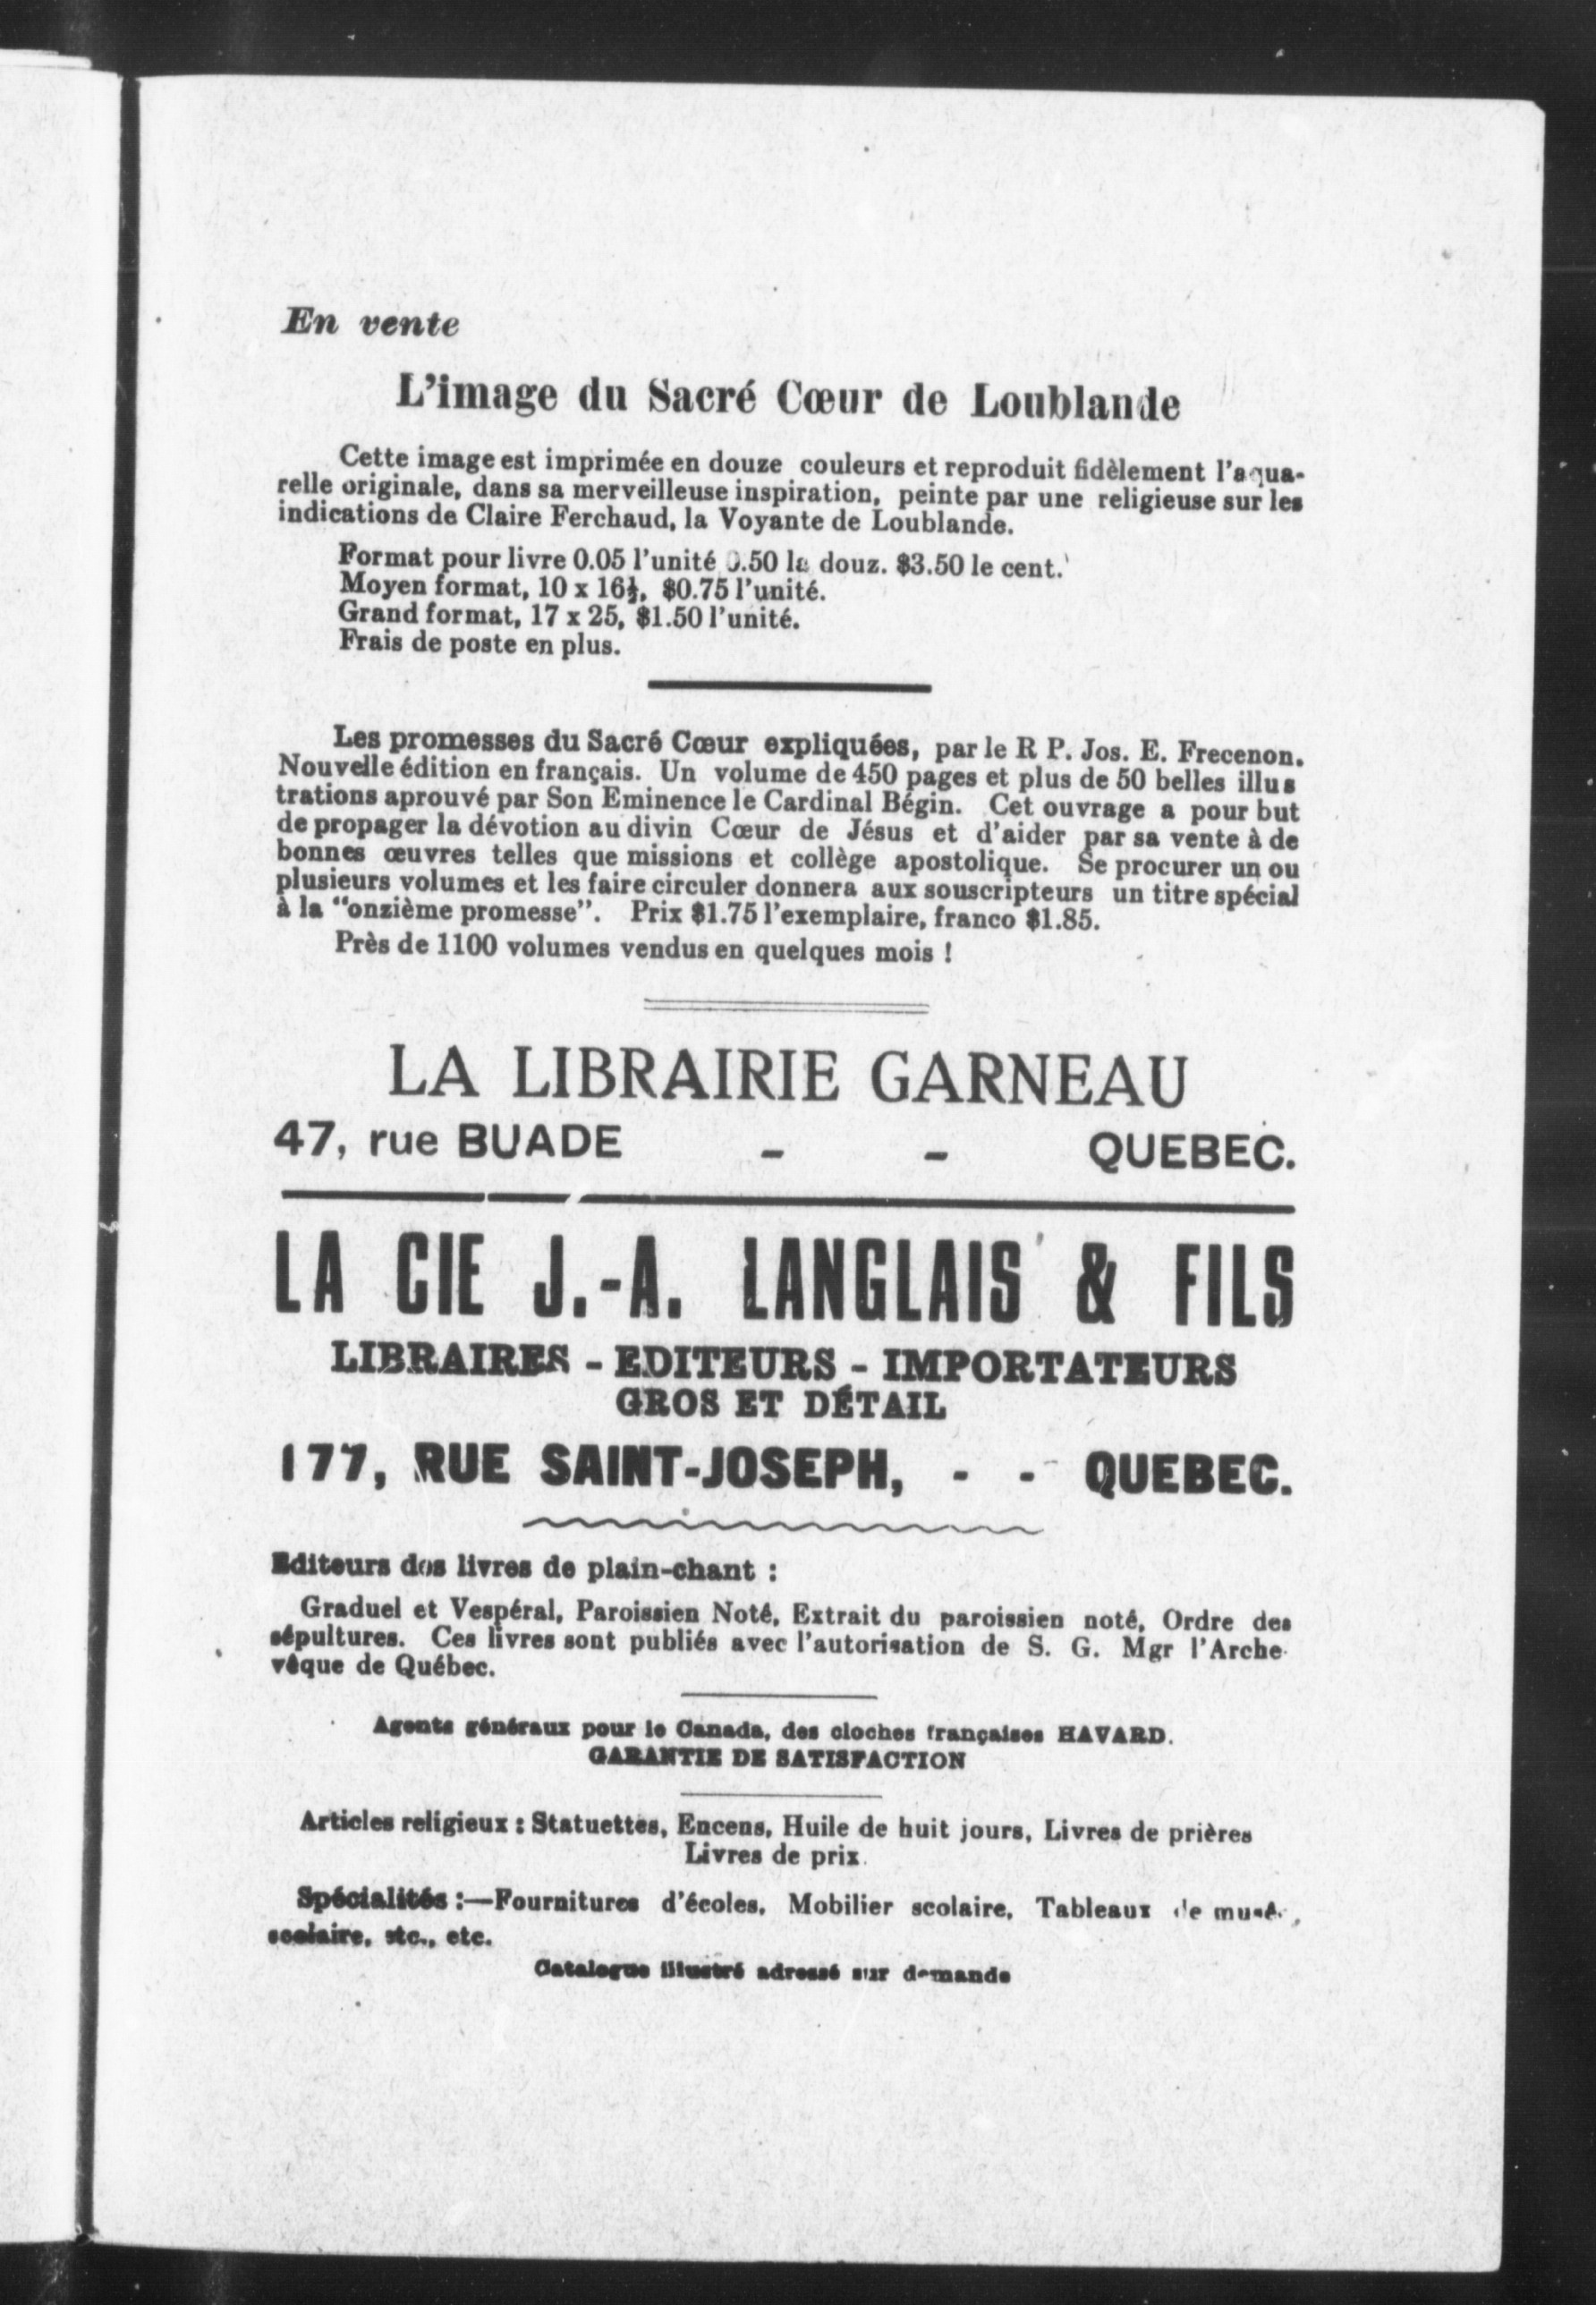 En vente
L'image du Sacré Cœur de Loublande
Cette image est imprimée en douze couleurs et reproduit fidèlement l'aqua-
relle originale, dans sa merveilleuse inspiration, peinte par une religieuse sur les
indications de Claire Ferchaud, la Voyante de Loublande.
Format pour livre 0.05 l'unité 0.50 la douz. $3.50 le cent.
Moyen format, 10 x 16½, $0.75 l'unité.
Grand format, 17 x 25, $1.50 l'unité.
Frais de poste en plus.
Les promesses du Sacré Cœur expliquées, par le R P. Jos. E. Frecenon.
Nouvelle édition en français. Un volume de 450 pages et plus de 50 belles illus
trations aprouvé par Son Eminence le Cardinal Bégin. Cet ouvrage a pour but
de propager la dévotion au divin Cœur de Jésus et d'aider par sa vente à de
bonnes œuvres telles que missions et collège apostolique. Se procurer un ou
plusieurs volumes et les faire circuler donnera aux souscripteurs un titre spécial
à la "onzième promesse". Prix $1.75 l'exemplaire, franco $1.85.
Près de 1100 volumes vendus en quelques mois !
LA LIBRAIRIE GARNEAU
47, rue BUADE - - QUEBEC.
LA CIE J.-A. LANGLAIS & FILS
LIBRAIRES - EDITEURS - IMPORTATEURS
GROS ET DÉTAIL
177, RUE SAINT-JOSEPH, - - QUEBEC.
Editeurs des livres de plain-chant :
Graduel et Vespéral, Paroissien Noté, Extrait du paroissien noté, Ordre des
sépultures. Ces livres sont publiés avec l'autorisation de S. G. Mgr l'Arche-
vêque de Québec.
Agents généraux pour le Canada, des cloches françaises HAVARD.
GARANTIE DE SATISFACTION
Articles religieux : Statuettes, Encens, Huile de huit jours, Livres de prières
Livres de prix.
Spécialités :—Fournitures d'écoles, Mobilier scolaire, Tableaux de
scolaire, etc., etc.
Catalogue illustré adressé sur demande